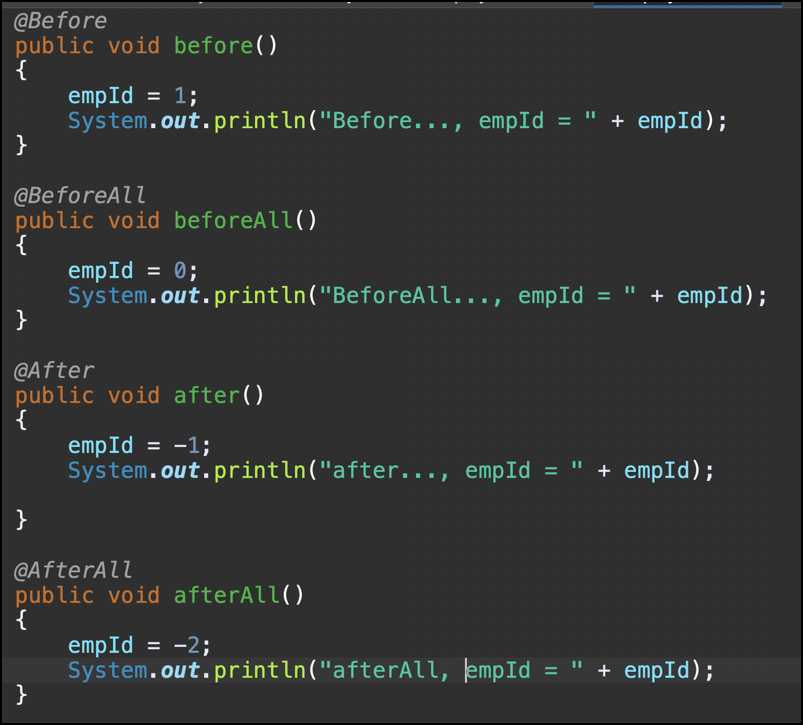 @Before
public void before()
{
    empId = 1;
    System.out.println("Before..., empId = " + empId);
}

@BeforeAll
public void beforeAll()
{
    empId = 0;
    System.out.println("BeforeAll..., empId = " + empId);
}

@After
public void after()
{
    empId = -1;
    System.out.println("after..., empId = " + empId);

}

@AfterAll
public void afterAll()
{
    empId = -2;
    System.out.println("afterAll, empId = " + empId);
}